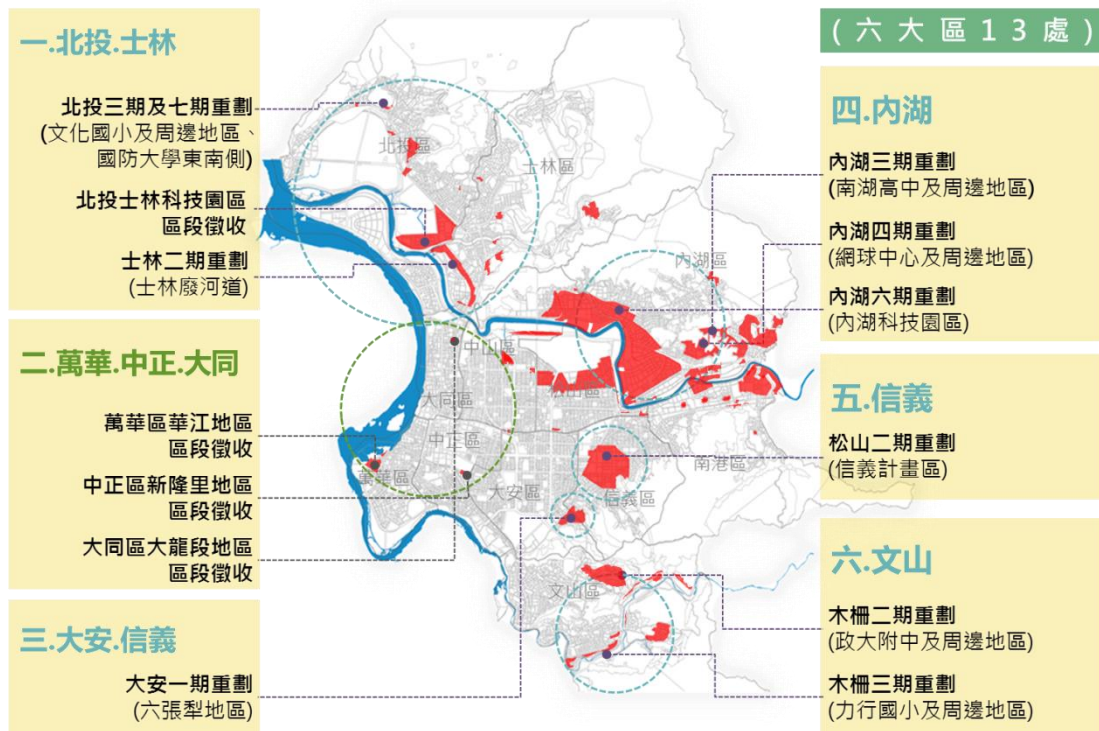 (六大區13處)
一.北投.士林
北投三期及七期重劃
(文化國小及周邊地區、
國防大學東南側)
北投士林科技園區
區段徵收
士林二期重劃
(士林廢河道)
二.萬華.中正.大同
萬華區華江地區
區段徵收
中正區新隆里地區
區段徵收
大同區大龍段地區
區段徵收
三.大安.信義
大安一期重劃
(六張犁地區)
北投區
士林區
內湖區
中山區
大同區
松山區
中正區
萬華區
大安區
信義區
南港區
文山區
四.內湖
內湖三期重劃
(南湖高中及周邊地區)
內湖四期重劃
(網球中心及周邊地區)
內湖六期重劃
(內湖科技園區)
五.信義
松山二期重劃
(信義計畫區)
六.文山
木柵二期重劃
(政大附中及周邊地區)
木柵三期重劃
(力行國小及周邊地區)